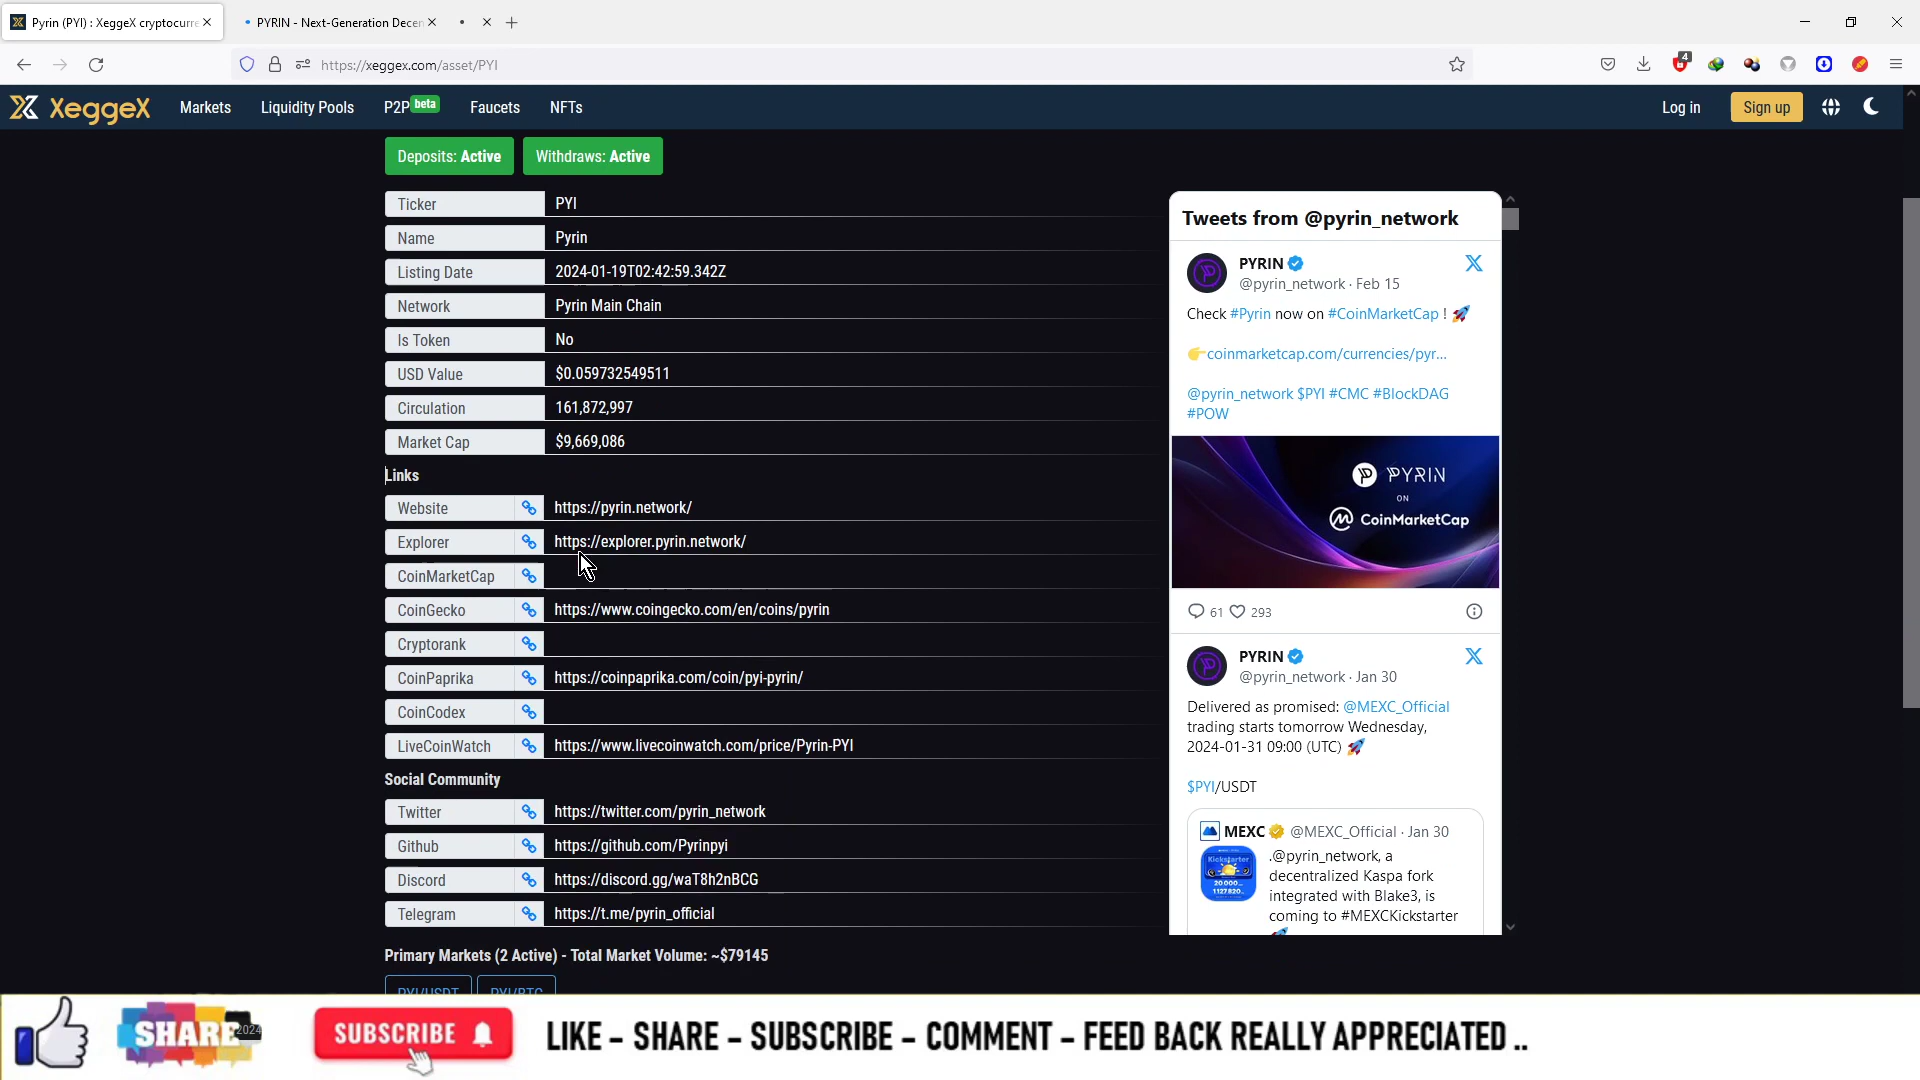 Pyrin (PYI) : XeggeX cryptocurre
PYRIN - Next-Generation Decen
https://xeggex.com/asset/PYI
4
XeggeX
Markets
Liquidity Pools
P2P beta
Faucets
NFTs
Log in
Sign up
Deposits: Active
Withdraws: Active
Ticker PYI
Name Pyrin
Listing Date 2024-01-19T02:42:59.342Z
Network Pyrin Main Chain
Is Token No
USD Value $0.059732549511
Circulation 161,872,997
Market Cap $9,669,086
Links
Website https://pyrin.network/
Explorer https://explorer.pyrin.network/
CoinMarketCap
CoinGecko https://www.coingecko.com/en/coins/pyrin
Cryptorank
CoinPaprika https://coinpaprika.com/coin/pyi-pyrin/
CoinCodex
LiveCoinWatch https://www.livecoinwatch.com/price/Pyrin-PYI
Social Community
Twitter https://twitter.com/pyrin_network
Github https://github.com/Pyrinpyi
Discord https://discord.gg/waT8h2nBCG
Telegram https://t.me/pyrin_official
Primary Markets (2 Active) - Total Market Volume: ~$79145
PYI/USDT
PYI/BTC
Tweets from @pyrin_network
PYRIN
@pyrin_network · Feb 15
Check #Pyrin now on #CoinMarketCap !
coinmarketcap.com/currencies/pyr...
@pyrin_network $PYI #CMC #BlockDAG
#POW
PYRIN
ON
CoinMarketCap
61 293
PYRIN
@pyrin_network · Jan 30
Delivered as promised: @MEXC_Official
trading starts tomorrow Wednesday,
2024-01-31 09:00 (UTC)
$PYI/USDT
MEXC @MEXC_Official · Jan 30
.@pyrin_network, a
decentralized Kaspa fork
integrated with Blake3, is
coming to #MEXCKickstarter
Kickstarter
SHARE
2024
SUBSCRIBE
LIKE - SHARE - SUBSCRIBE - COMMENT - FEED BACK REALLY APPRECIATED ..